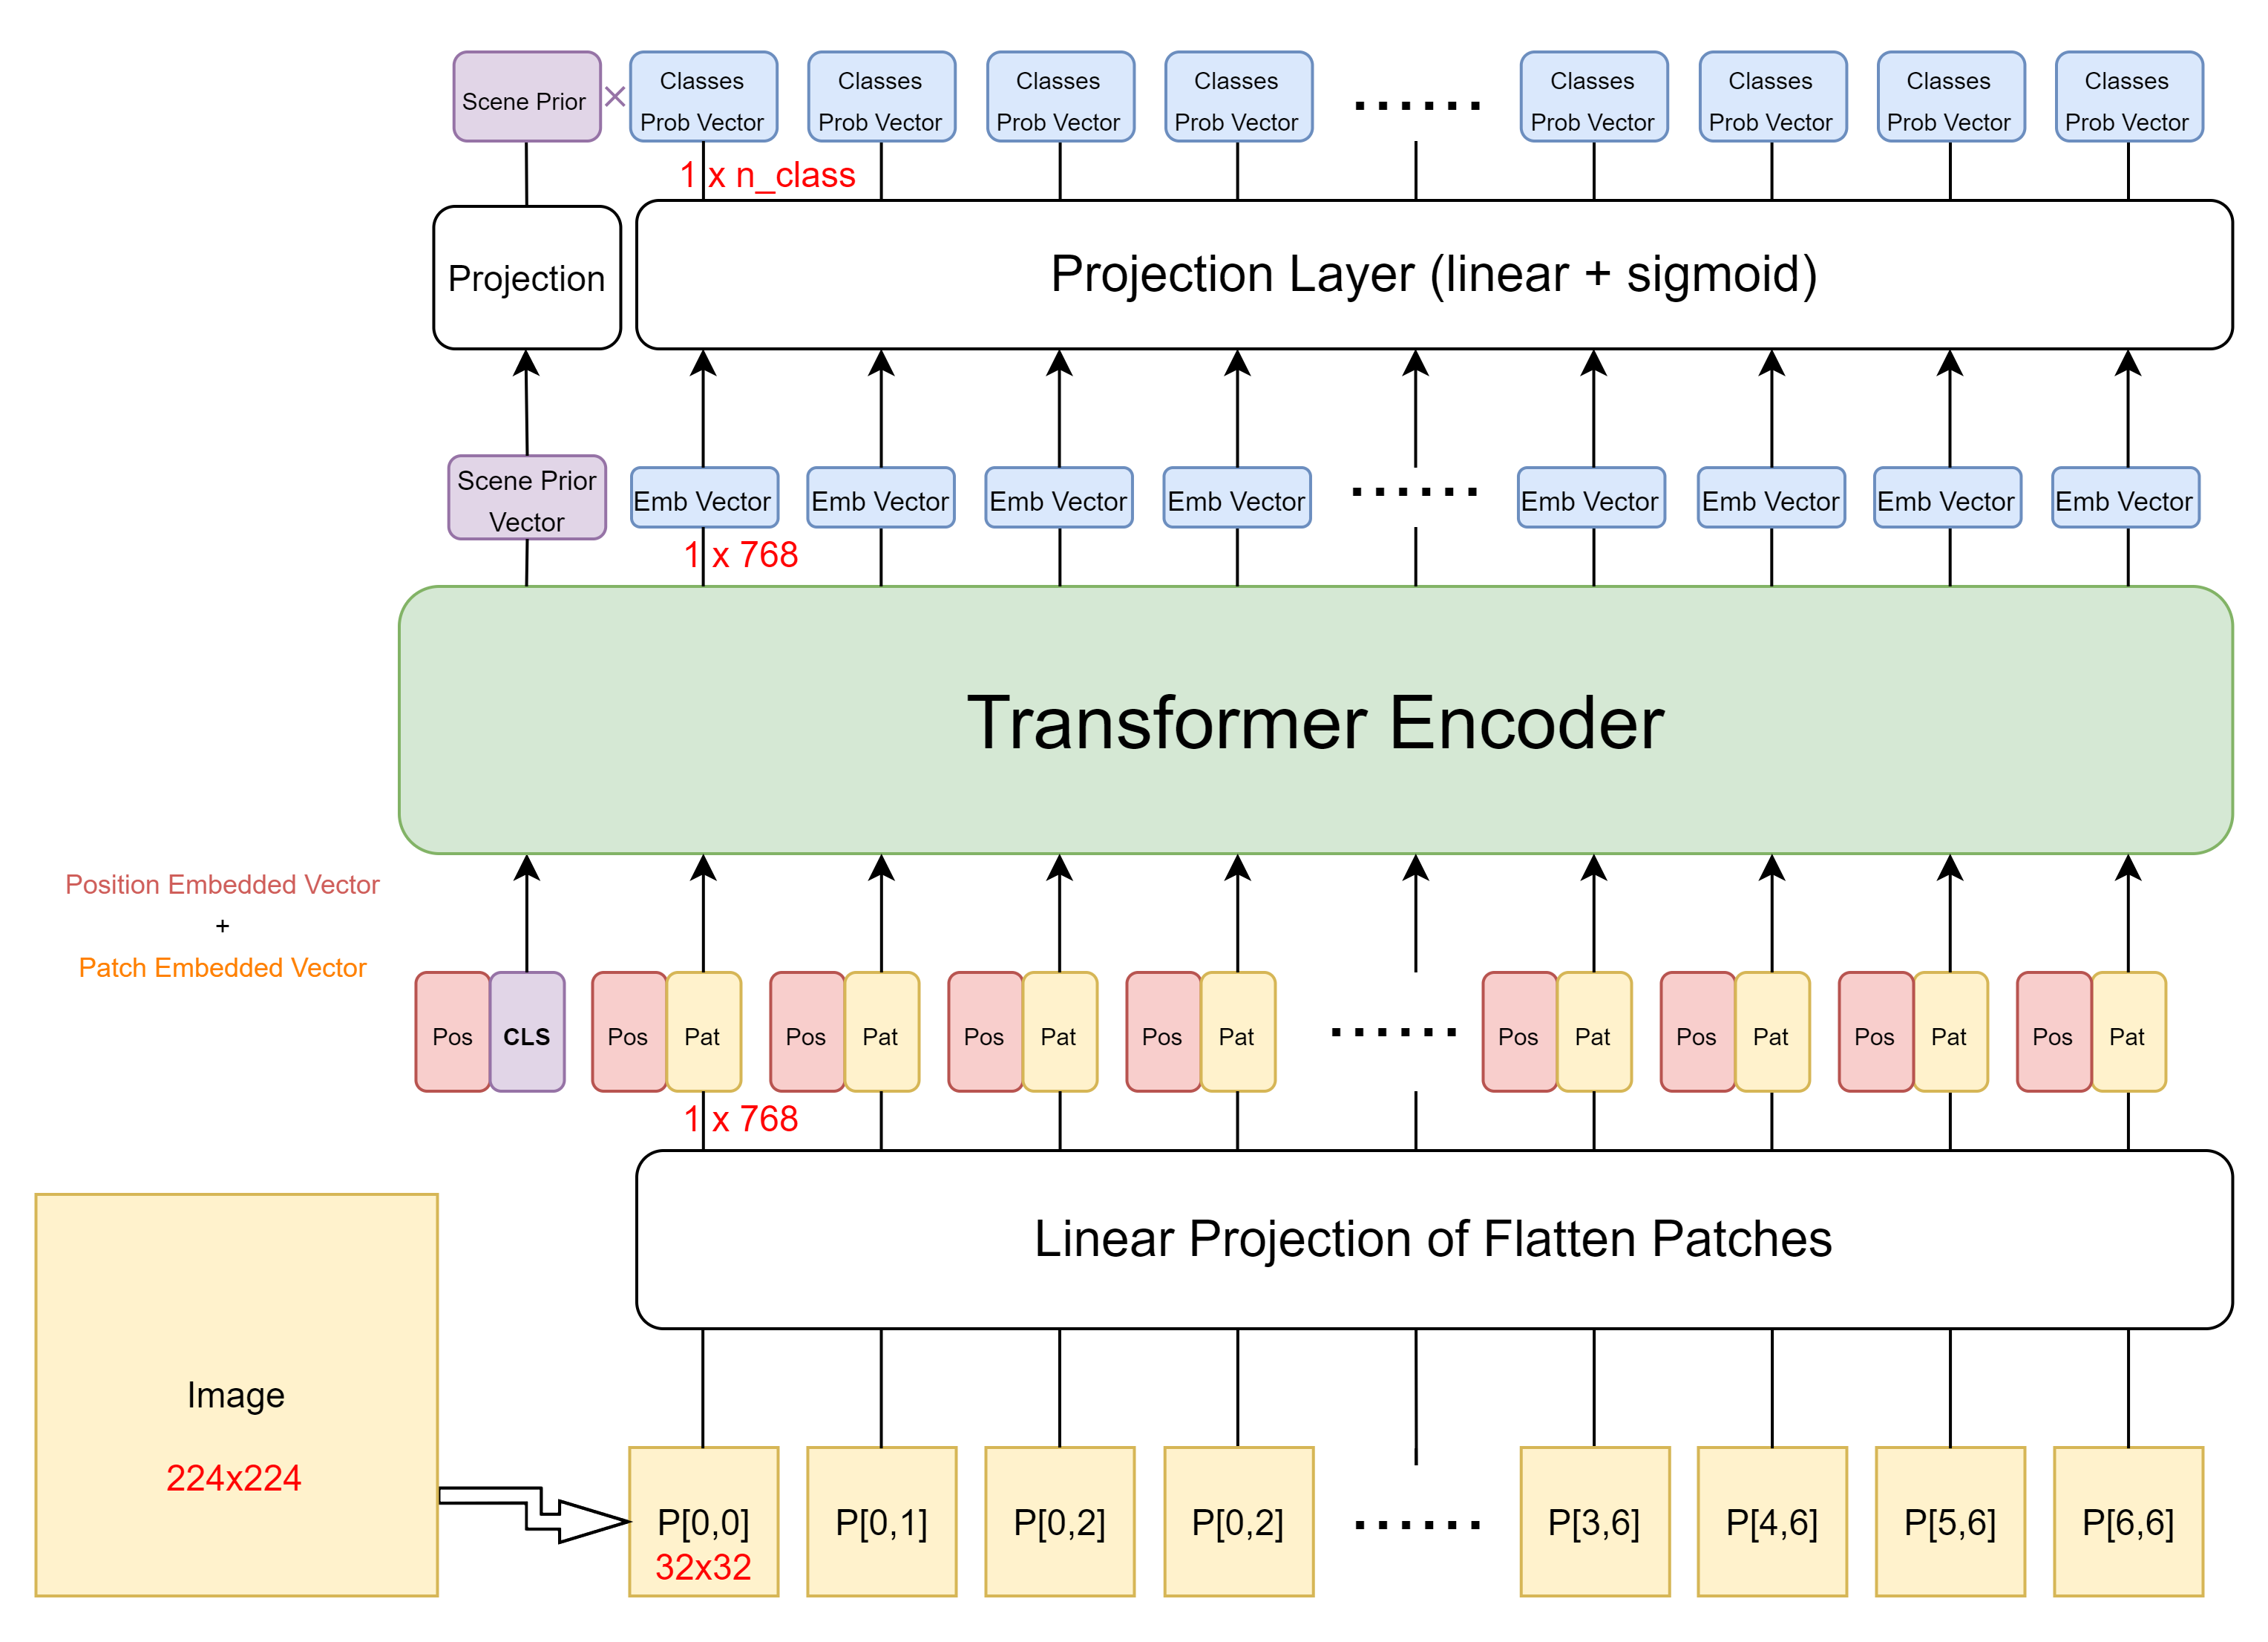 Scene Prior
×
Classes
Prob Vector
Classes
Prob Vector
Classes
Prob Vector
Classes
Prob Vector
......
Classes
Prob Vector
Classes
Prob Vector
Classes
Prob Vector
Classes
Prob Vector
1 x n_class
Projection
Projection Layer (linear + sigmoid)
Scene Prior
Vector
Emb Vector
Emb Vector
Emb Vector
Emb Vector
......
Emb Vector
Emb Vector
Emb Vector
Emb Vector
1 x 768
Transformer Encoder
Position Embedded Vector
+
Patch Embedded Vector
Pos
CLS
Pos
Pat
Pos
Pat
Pos
Pat
Pos
Pat
......
Pos
Pat
Pos
Pat
Pos
Pat
Pos
Pat
1 x 768
Linear Projection of Flatten Patches
Image
224x224
P[0,0]
32x32
P[0,1]
P[0,2]
P[0,2]
......
P[3,6]
P[4,6]
P[5,6]
P[6,6]